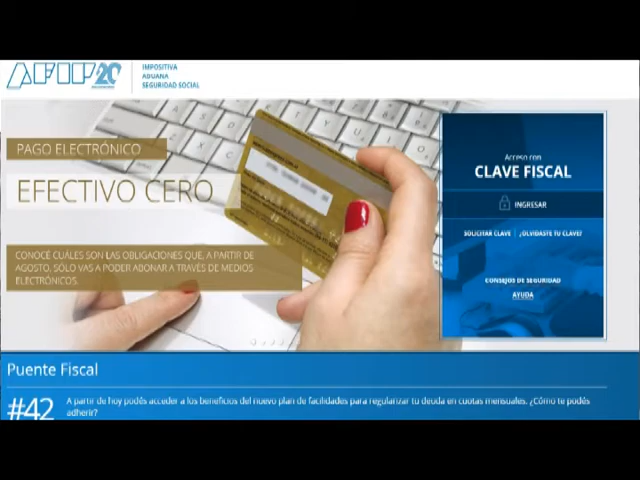 AFIP 20
IMPOSITIVA
ADUANA
SEGURIDAD SOCIAL
PAGO ELECTRÓNICO
EFECTIVO CERO
CONOCÉ CUÁLES SON LAS OBLIGACIONES QUE, A PARTIR DE
AGOSTO, SÓLO VAS A PODER ABONAR A TRAVÉS DE MEDIOS
ELECTRÓNICOS
Acceso con
CLAVE FISCAL
INGRESAR
SOLICITAR CLAVE | ¿OLVIDASTE TU CLAVE?
CONSEJOS DE SEGURIDAD
AYUDA
Puente Fiscal
#42
A partir de hoy podés acceder a los beneficios del nuevo plan de facilidades para regularizar tu deuda en cuotas mensuales. ¿Cómo te podés
adherir?